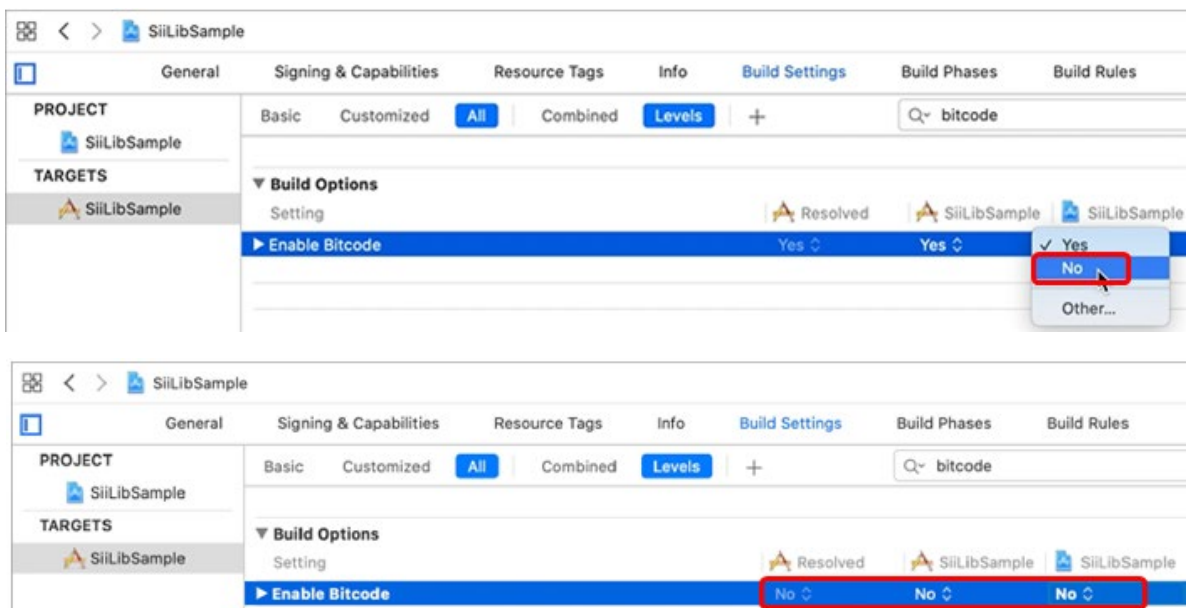 SiiLibSample
General Signing & Capabilities Resource Tags Info Build Settings Build Phases Build Rules
PROJECT
Basic Customized All Combined Levels + bitcode
SiiLibSample
TARGETS
Build Options
SiiLibSample
Setting Resolved SiiLibSample SiiLibSample
Enable Bitcode Yes Yes Yes
No
Other...
SiiLibSample
General Signing & Capabilities Resource Tags Info Build Settings Build Phases Build Rules
PROJECT
Basic Customized All Combined Levels + bitcode
SiiLibSample
TARGETS
Build Options
SiiLibSample
Setting Resolved SiiLibSample SiiLibSample
Enable Bitcode No No No